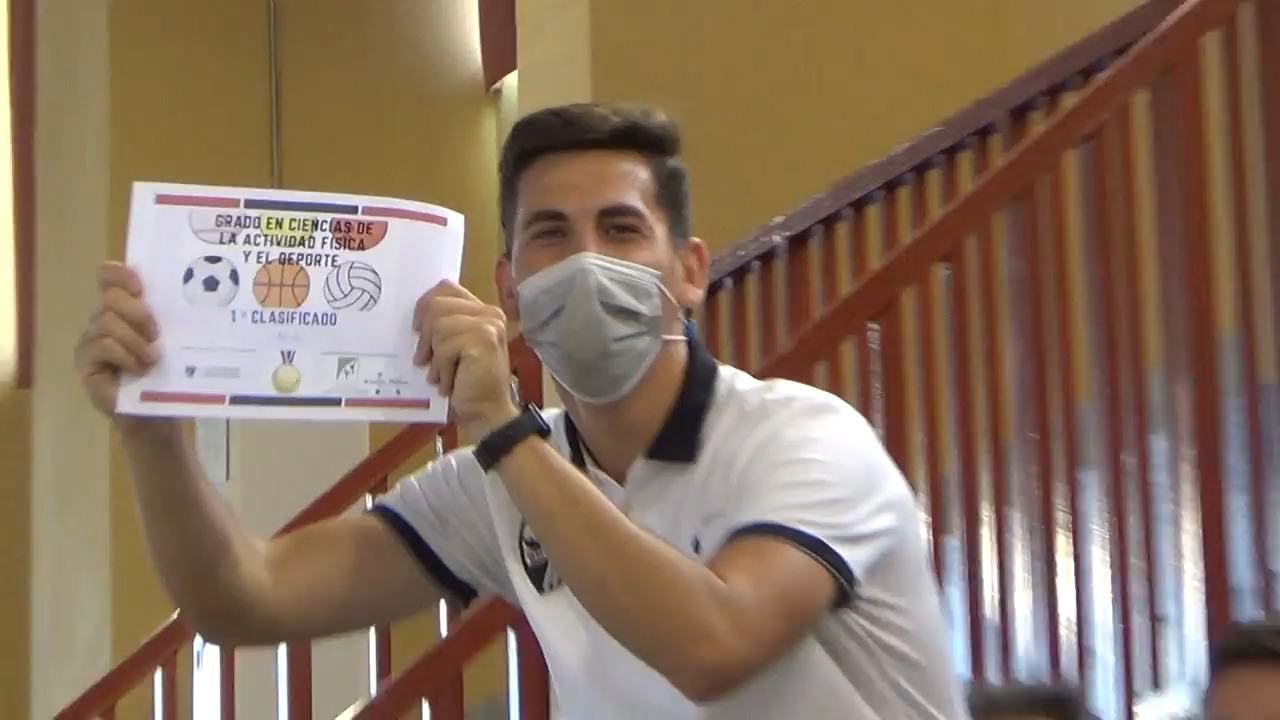 GRADO EN CIENCIAS DE
LA ACTIVIDAD FÍSICA
Y EL DEPORTE
1º CLASIFICADO